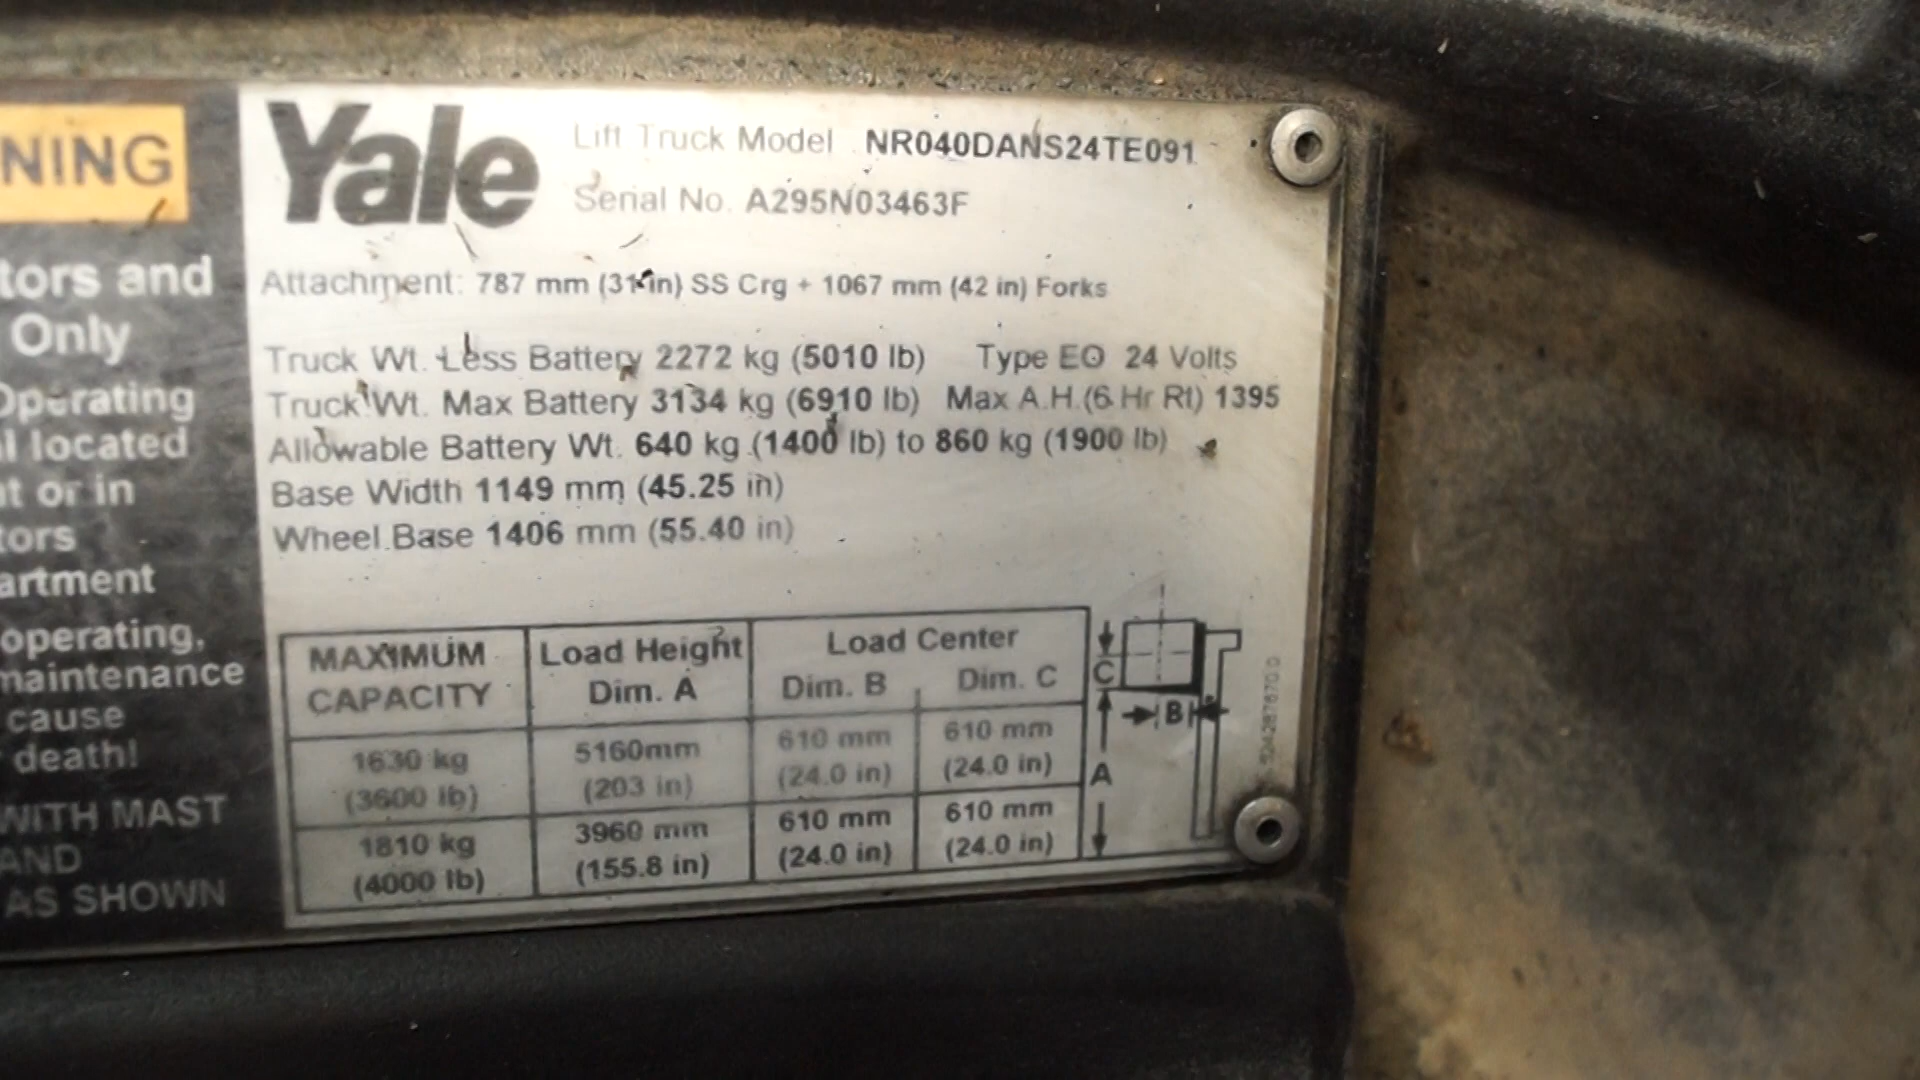 NING
tors and
Only
Operating
l located
t or in
tors
artment
operating,
maintenance
cause
death!
WITH MAST
AND
AS SHOWN
Yale
Lift Truck Model NR040DANS24TE091
Serial No. A295N03463F
Attachment: 787 mm (31 in) SS Crg + 1067 mm (42 in) Forks
Truck Wt. Less Battery 2272 kg (5010 lb) Type EO 24 Volts
Truck Wt. Max Battery 3134 kg (6910 lb) Max A.H.(6 Hr Rt) 1395
Allowable Battery Wt. 640 kg (1400 lb) to 860 kg (1900 lb)
Base Width 1149 mm (45.25 in)
Wheel Base 1406 mm (55.40 in)
MAXIMUM CAPACITY Load Height Dim. A Load Center
Dim. B Dim. C
1630 kg 5160mm 610 mm 610 mm
(3600 lb) (203 in) (24.0 in) (24.0 in)
1810 kg 3960 mm 610 mm 610 mm
(4000 lb) (155.8 in) (24.0 in) (24.0 in)
C
B
A